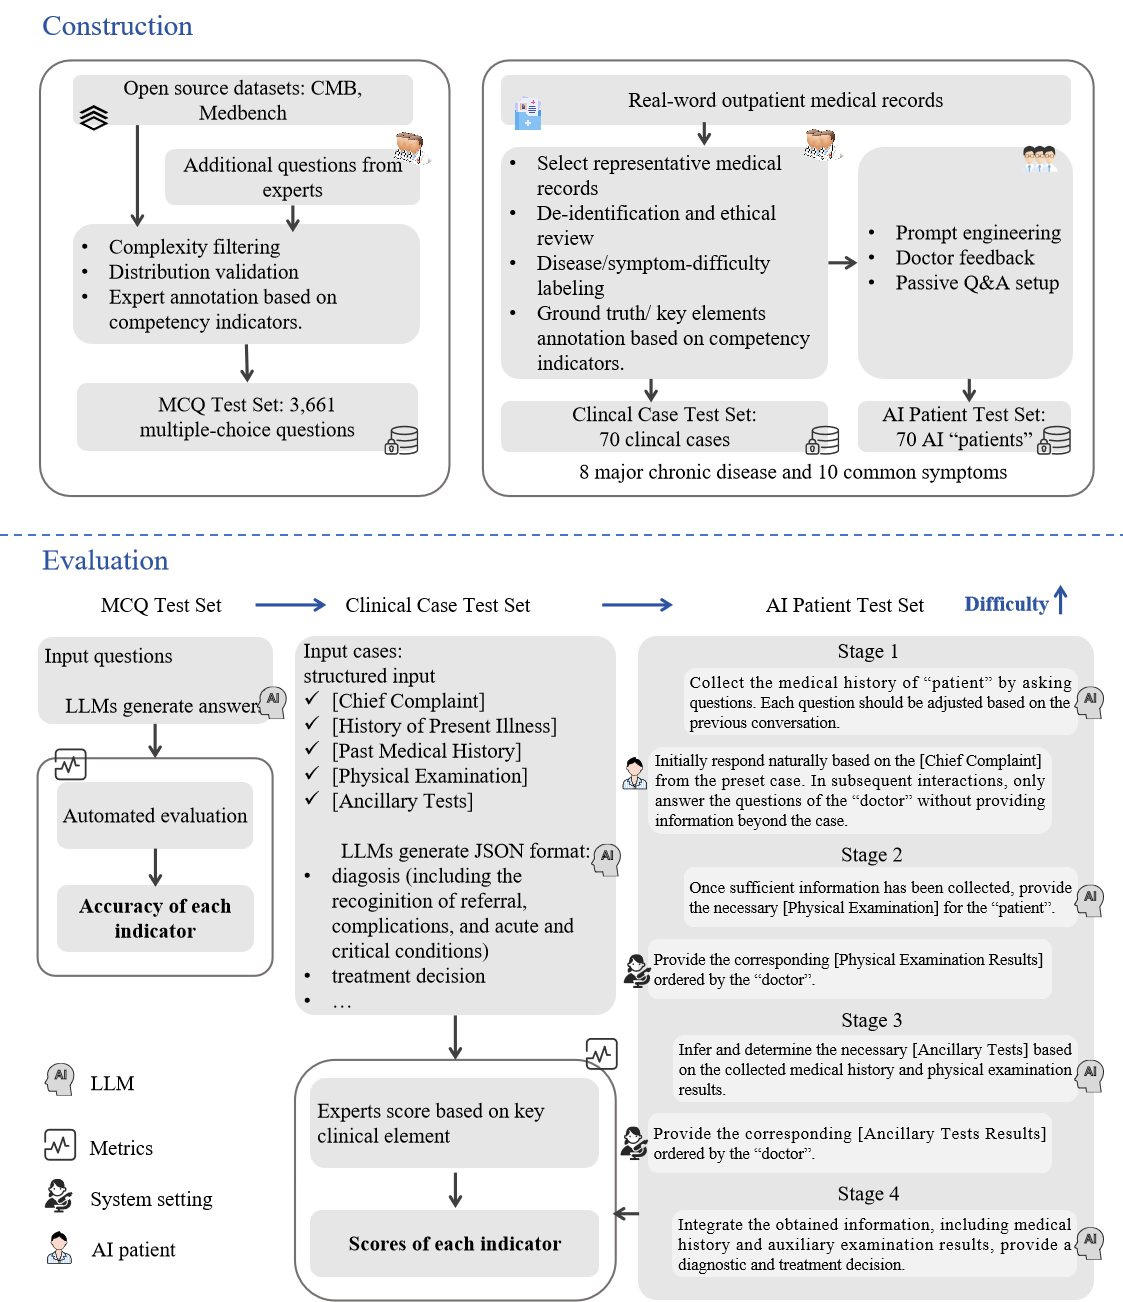 Construction
Open source datasets: CMB,
Medbench
Additional questions from
experts
• Complexity filtering
• Distribution validation
• Expert annotation based on
competency indicators.
MCQ Test Set: 3,661
multiple-choice questions
Real-word outpatient medical records
• Select representative medical
records
• De-identification and ethical
review
• Disease/symptom-difficulty
labeling
• Ground truth/ key elements
annotation based on competency
indicators.
• Prompt engineering
• Doctor feedback
• Passive Q&A setup
Clincal Case Test Set:
70 clincal cases
AI Patient Test Set:
70 AI “patients”
8 major chronic disease and 10 common symptoms
Evaluation
MCQ Test Set
Clinical Case Test Set
AI Patient Test Set
Difficulty
Input questions
LLMs generate answer
AI
Automated evaluation
Accuracy of each
indicator
Input cases:
structured input
✓ [Chief Complaint]
✓ [History of Present Illness]
✓ [Past Medical History]
✓ [Physical Examination]
✓ [Ancillary Tests]
LLMs generate JSON format:
AI
• diagosis (including the
recoginition of referral,
complications, and acute and
critical conditions)
• treatment decision
• …
Experts score based on key
clinical element
Scores of each indicator
Stage 1
Collect the medical history of “patient” by asking
questions. Each question should be adjusted based on the
previous conversation.
AI
Initially respond naturally based on the [Chief Complaint]
from the preset case. In subsequent interactions, only
answer the questions of the “doctor” without providing
information beyond the case.
Stage 2
Once sufficient information has been collected, provide
the necessary [Physical Examination] for the “patient”.
AI
Provide the corresponding [Physical Examination Results]
ordered by the “doctor”.
Stage 3
Infer and determine the necessary [Ancillary Tests] based
on the collected medical history and physical examination
results.
AI
Provide the corresponding [Ancillary Tests Results]
ordered by the “doctor”.
Stage 4
Integrate the obtained information, including medical
history and auxiliary examination results, provide a
diagnostic and treatment decision.
AI
AI
LLM
Metrics
System setting
AI patient